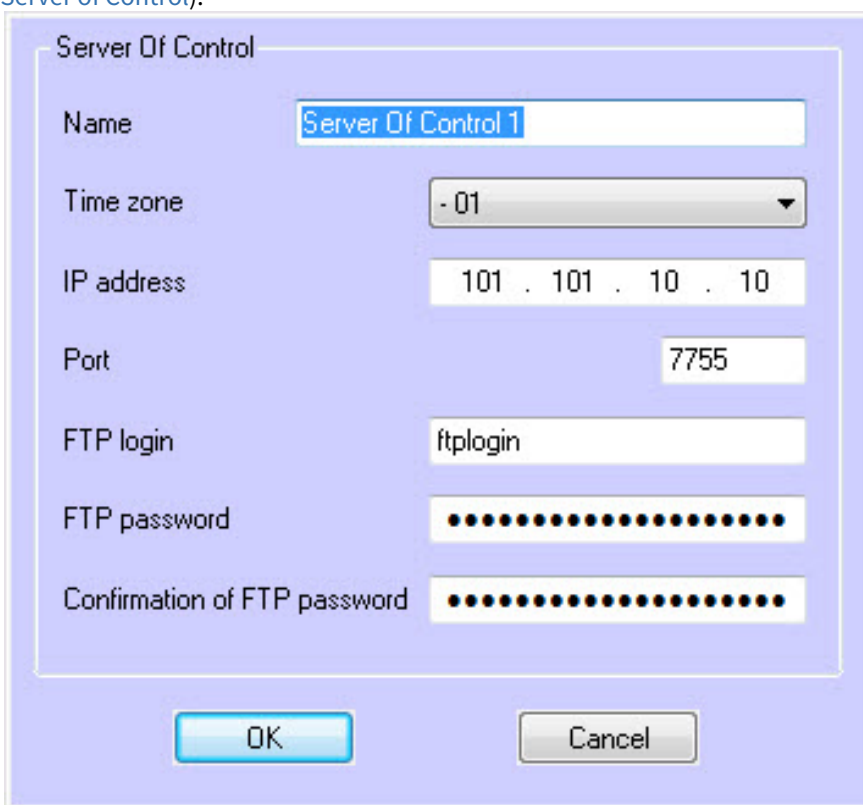 Server of Control).
Server Of Control
Name Server Of Control 1
Time zone - 01
IP address 101 . 101 . 10 . 10
Port 7755
FTP login ftplogin
FTP password ●●●●●●●●●●●●●●●●●●●●
Confirmation of FTP password ●●●●●●●●●●●●●●●●●●●●
OK Cancel